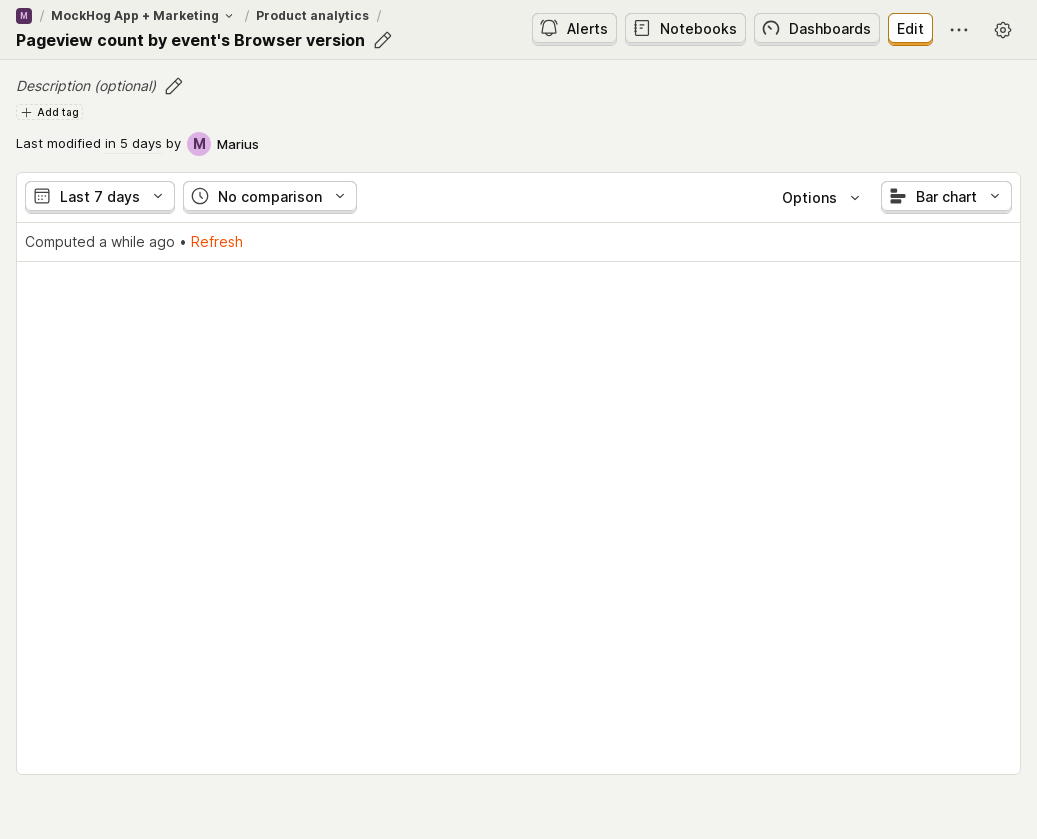 M / MockHog App + Marketing / Product analytics /
Pageview count by event's Browser version
Alerts
Notebooks
Dashboards
Edit
Description (optional)
Add tag
Last modified in 5 days by M Marius
Last 7 days
No comparison
Options
Bar chart
Computed a while ago • Refresh